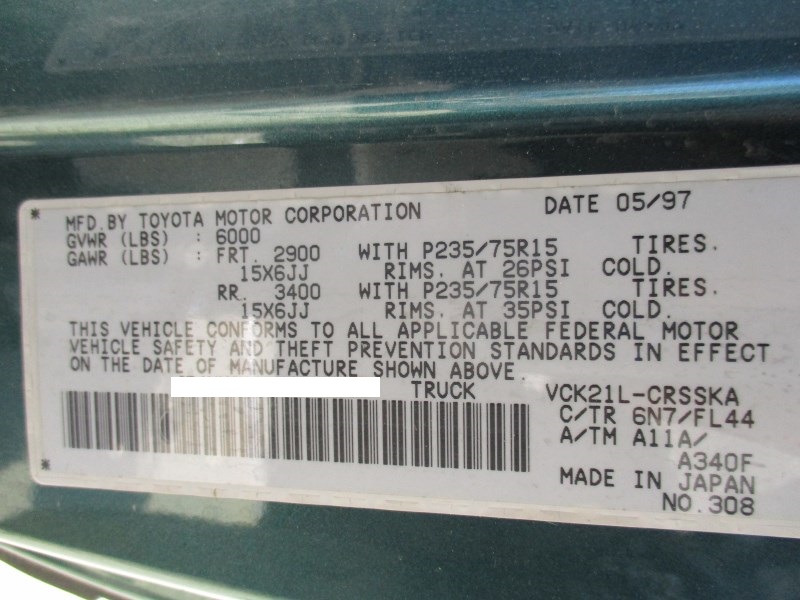 MFD.BY TOYOTA MOTOR CORPORATION DATE 05/97
GVWR (LBS) : 6000
GAWR (LBS) : FRT. 2900 WITH P235/75R15 TIRES.
15X6JJ RIMS. AT 26PSI COLD.
RR. 3400 WITH P235/75R15 TIRES.
15X6JJ RIMS. AT 35PSI COLD.
THIS VEHICLE CONFORMS TO ALL APPLICABLE FEDERAL MOTOR
VEHICLE SAFETY AND THEFT PREVENTION STANDARDS IN EFFECT
ON THE DATE OF MANUFACTURE SHOWN ABOVE.
TRUCK VCK21L-CRSSKA
C/TR 6N7/FL44
A/TM A11A/
A340F
MADE IN JAPAN
NO.308